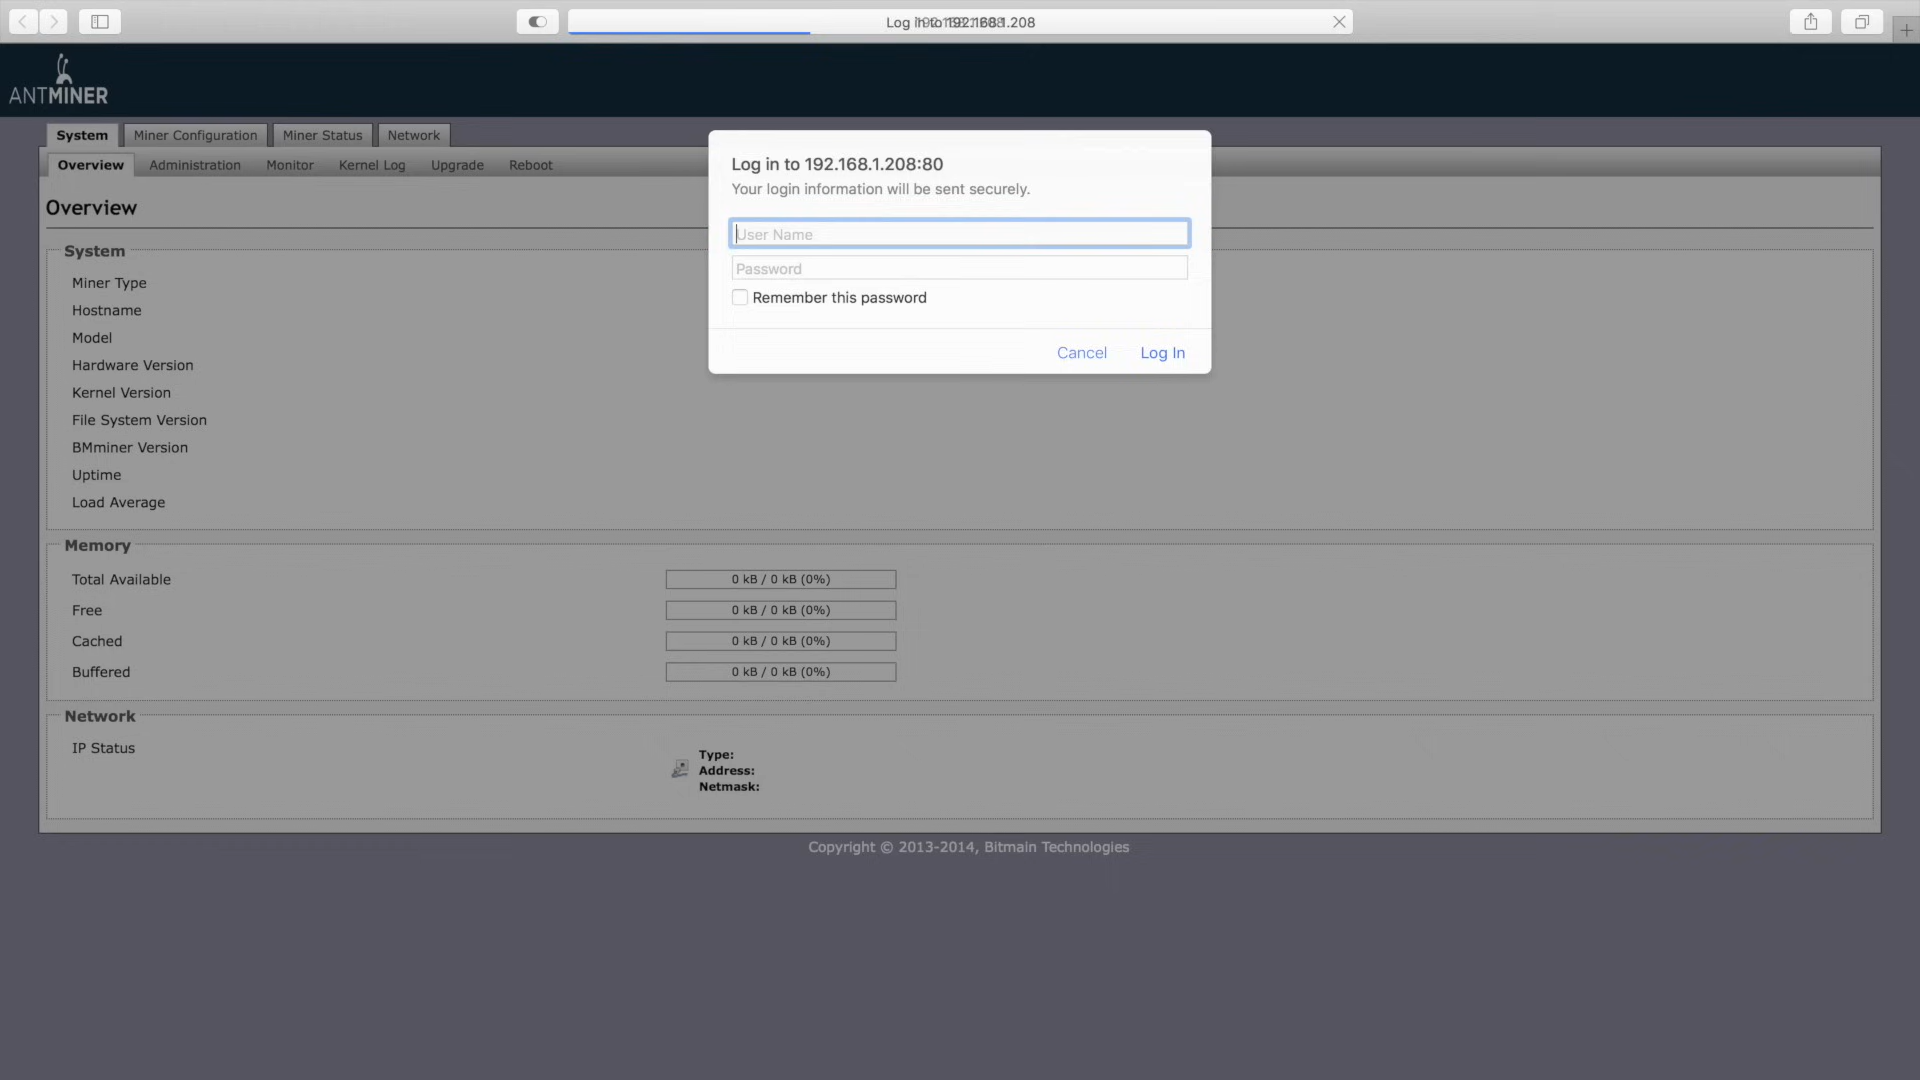 Log in to 192.168.1.208
ANTMINER
System Miner Configuration Miner Status Network
Overview Administration Monitor Kernel Log Upgrade Reboot
Log in to 192.168.1.208:80
Your login information will be sent securely.
User Name
Password
Remember this password
Cancel Log In
Overview
System
Miner Type
Hostname
Model
Hardware Version
Kernel Version
File System Version
BMminer Version
Uptime
Load Average
Memory
Total Available 0 kB / 0 kB (0%)
Free 0 kB / 0 kB (0%)
Cached 0 kB / 0 kB (0%)
Buffered 0 kB / 0 kB (0%)
Network
IP Status
Type:
Address:
Netmask:
Copyright © 2013-2014, Bitmain Technologies